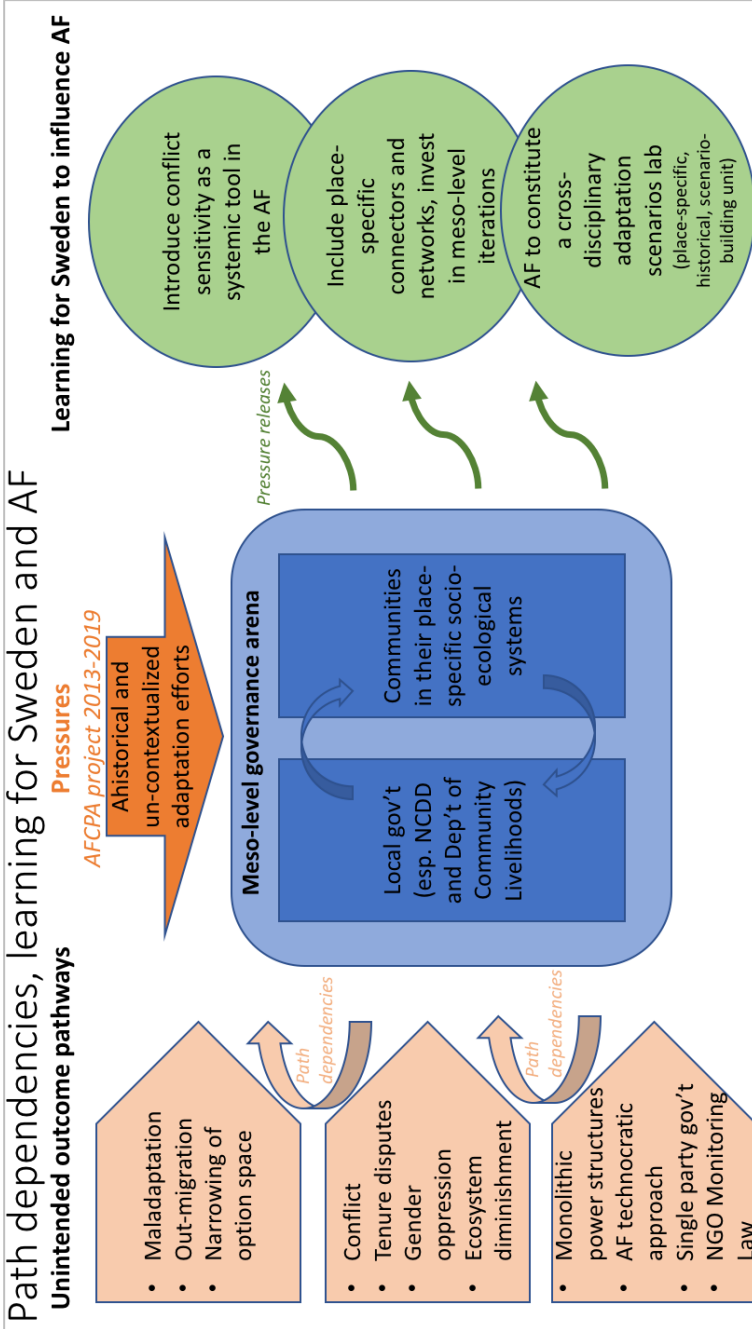 Path dependencies, learning for Sweden and AF
Unintended outcome pathways
• Maladaptation
• Out-migration
• Narrowing of
option space
Path
dependencies
• Conflict
• Tenure disputes
• Gender
oppression
• Ecosystem
diminishment
Path
dependencies
• Monolithic
power structures
• AF technocratic
approach
• Single party gov’t
• NGO Monitoring
Law
Pressures
AFCPA project 2013-2019
Ahistorical and
un-contextualized
adaptation efforts
Meso-level governance arena
Local gov’t
(esp. NCDD
and Dep’t of
Community
Livelihoods)
Communities
in their place-
specific socio-
ecological
systems
Learning for Sweden to influence AF
Pressure releases
Introduce conflict
sensitivity as a
systemic tool in
the AF
Include place-
specific
connectors and
networks, invest
in meso-level
iterations
AF to constitute
a cross-
disciplinary
adaptation
scenarios lab
(place-specific,
historical, scenario-
building unit)